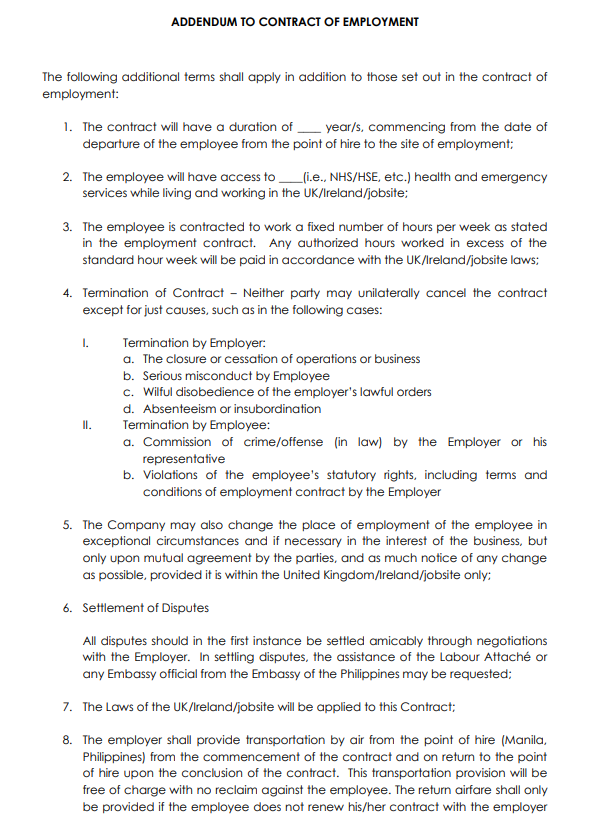 ADDENDUM TO CONTRACT OF EMPLOYMENT
The following additional terms shall apply in addition to those set out in the contract of
employment:
1. The contract will have a duration of ____ year/s, commencing from the date of
departure of the employee from the point of hire to the site of employment;
2. The employee will have access to ____(i.e., NHS/HSE, etc.) health and emergency
services while living and working in the UK/Ireland/jobsite;
3. The employee is contracted to work a fixed number of hours per week as stated
in the employment contract. Any authorized hours worked in excess of the
standard hour week will be paid in accordance with the UK/Ireland/jobsite laws;
4. Termination of Contract – Neither party may unilaterally cancel the contract
except for just causes, such as in the following cases:
I. Termination by Employer:
a. The closure or cessation of operations or business
b. Serious misconduct by Employee
c. Wilful disobedience of the employer's lawful orders
d. Absenteeism or insubordination
II. Termination by Employee:
a. Commission of crime/offense (in law) by the Employer or his
representative
b. Violations of the employee's statutory rights, including terms and
conditions of employment contract by the Employer
5. The Company may also change the place of employment of the employee in
exceptional circumstances and if necessary in the interest of the business, but
only upon mutual agreement by the parties, and as much notice of any change
as possible, provided it is within the United Kingdom/Ireland/jobsite only;
6. Settlement of Disputes
All disputes should in the first instance be settled amicably through negotiations
with the Employer. In settling disputes, the assistance of the Labour Attaché or
any Embassy official from the Embassy of the Philippines may be requested;
7. The Laws of the UK/Ireland/jobsite will be applied to this Contract;
8. The employer shall provide transportation by air from the point of hire (Manila,
Philippines) from the commencement of the contract and on return to the point
of hire upon the conclusion of the contract. This transportation provision will be
free of charge with no reclaim against the employee. The return airfare shall only
be provided if the employee does not renew his/her contract with the employer